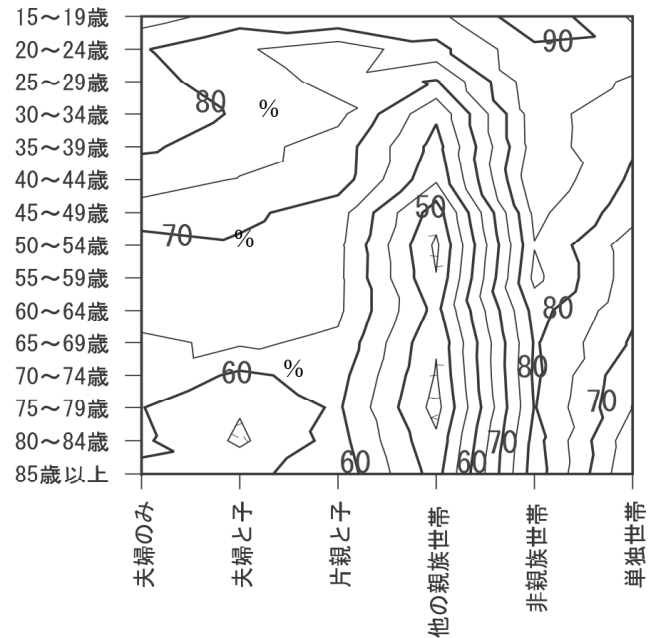 15～19歳
90
20～24歳
25～29歳
80
%
30～34歳
35～39歳
40～44歳
45～49歳
50
70
%
50～54歳
55～59歳
60～64歳
80
65～69歳
60
%
80
70～74歳
75～79歳
70
80～84歳
70
60
60
85歳以上
夫婦のみ
夫婦と子
片親と子
他の親族世帯
非親族世帯
単独世帯